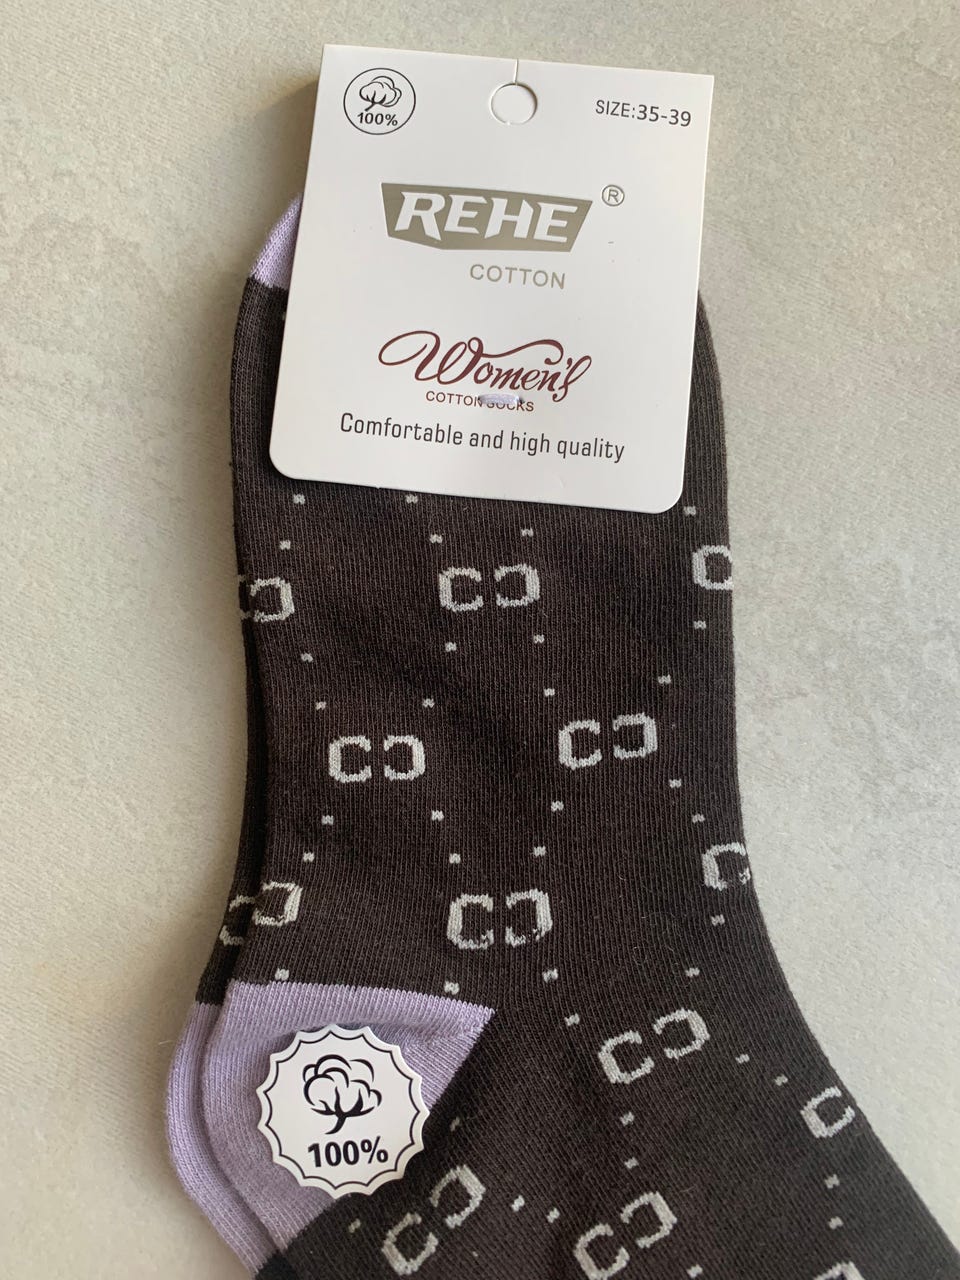 100%
SIZE:35-39
REHE®
COTTON
Women's
COTTON SOCKS
Comfortable and high quality
100%